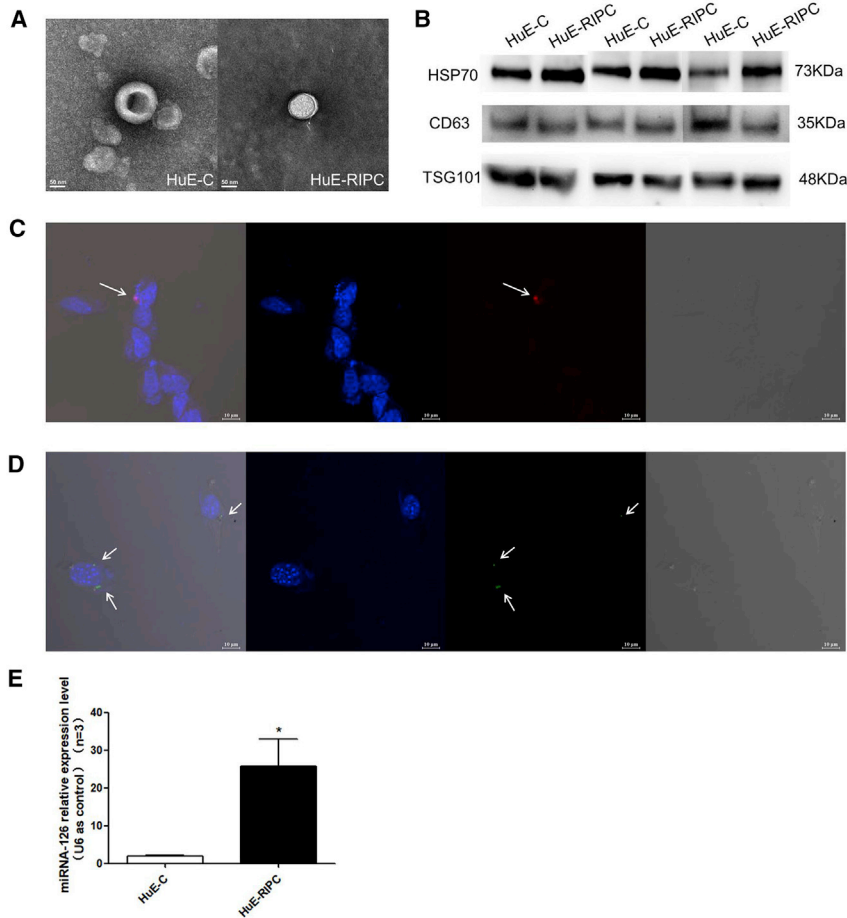 A
50 nm
HuE-C
50 nm
HuE-RIPC
B
HuE-C HuE-RIPC HuE-C HuE-RIPC HuE-C HuE-RIPC
HSP70 73KDa
CD63 35KDa
TSG101 48KDa
C
10 μm 10 μm 10 μm 10 μm
D
10 μm 10 μm 10 μm 10 μm
E
miRNA-126 relative expression level
(U6 as control) (n=3)
40
30
20
10
0
*
HuE-C
HuE-RIPC